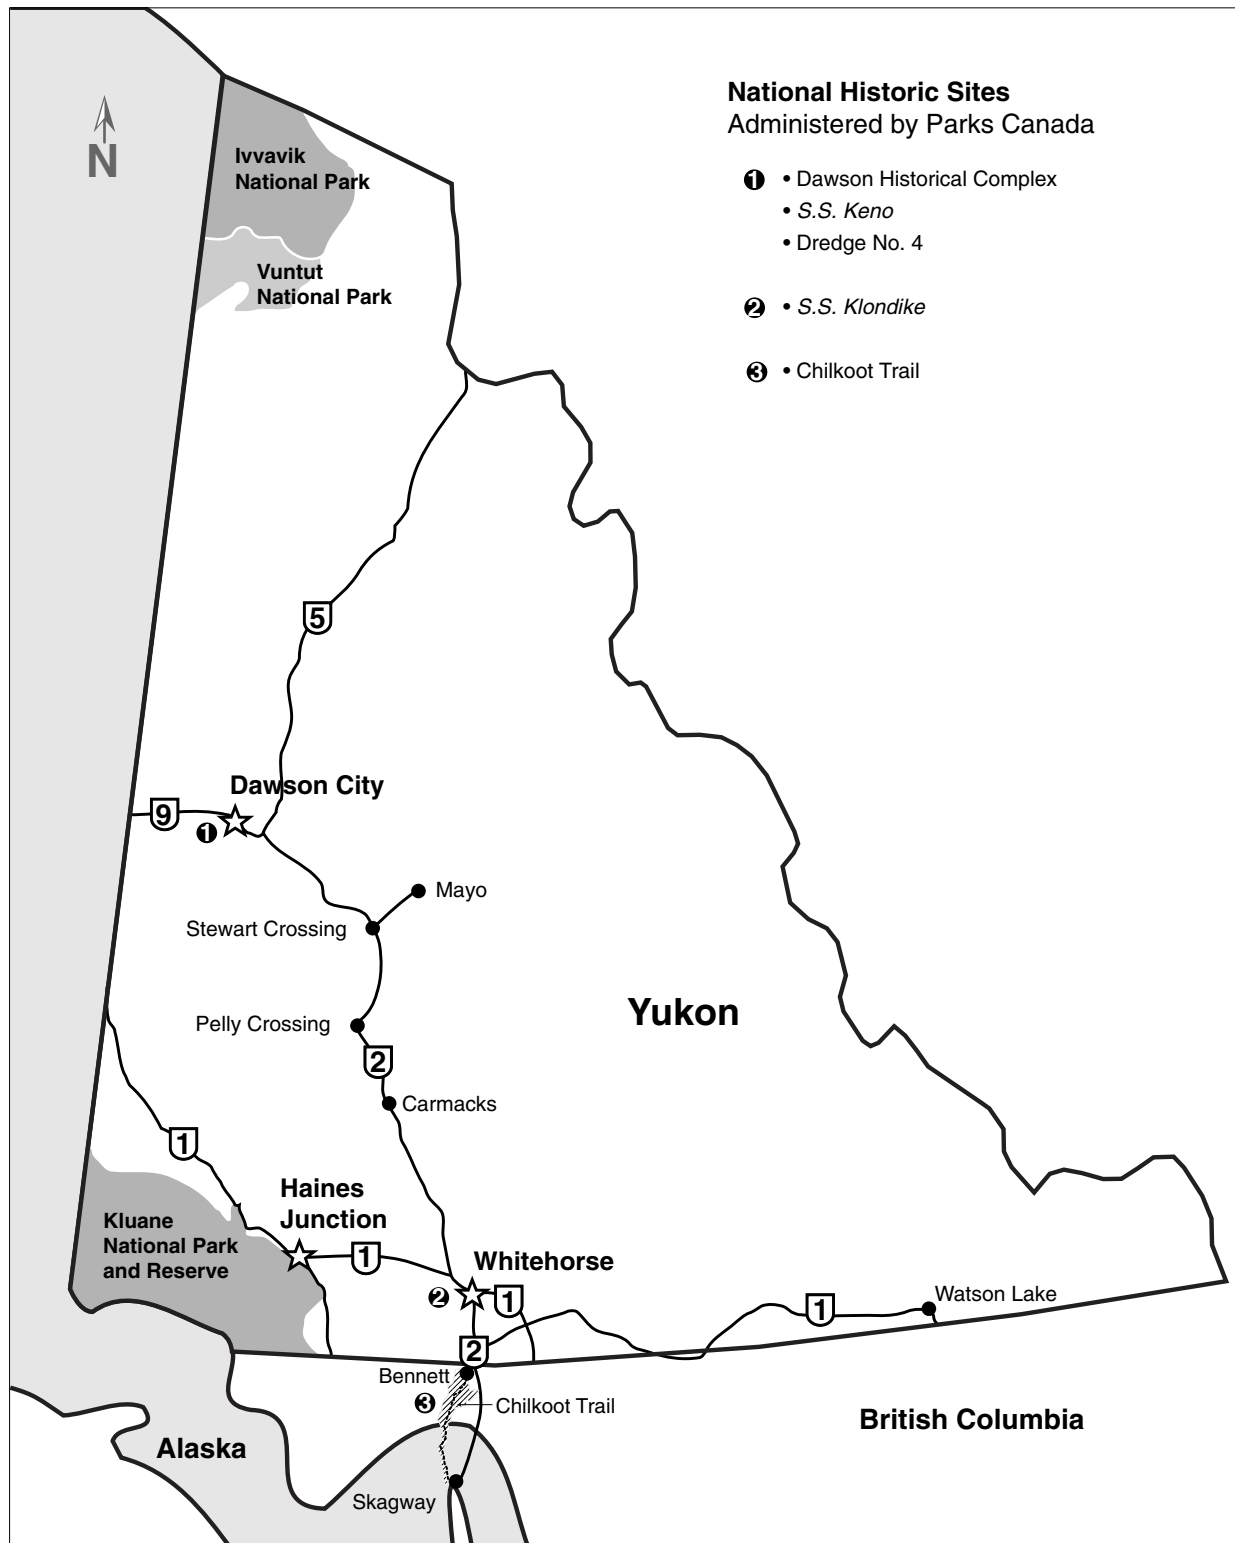 National Historic Sites
Administered by Parks Canada
1 • Dawson Historical Complex
• S.S. Keno
• Dredge No. 4
2 • S.S. Klondike
3 • Chilkoot Trail
N
Ivvavik
National Park
Vuntut
National Park
5
Dawson City
9
1
Mayo
Stewart Crossing
Yukon
Pelly Crossing
2
Carmacks
1
Haines
Junction
Kluane
National Park
and Reserve
1
Whitehorse
2
1
1
Watson Lake
2
Bennett
3
Chilkoot Trail
British Columbia
Alaska
Skagway